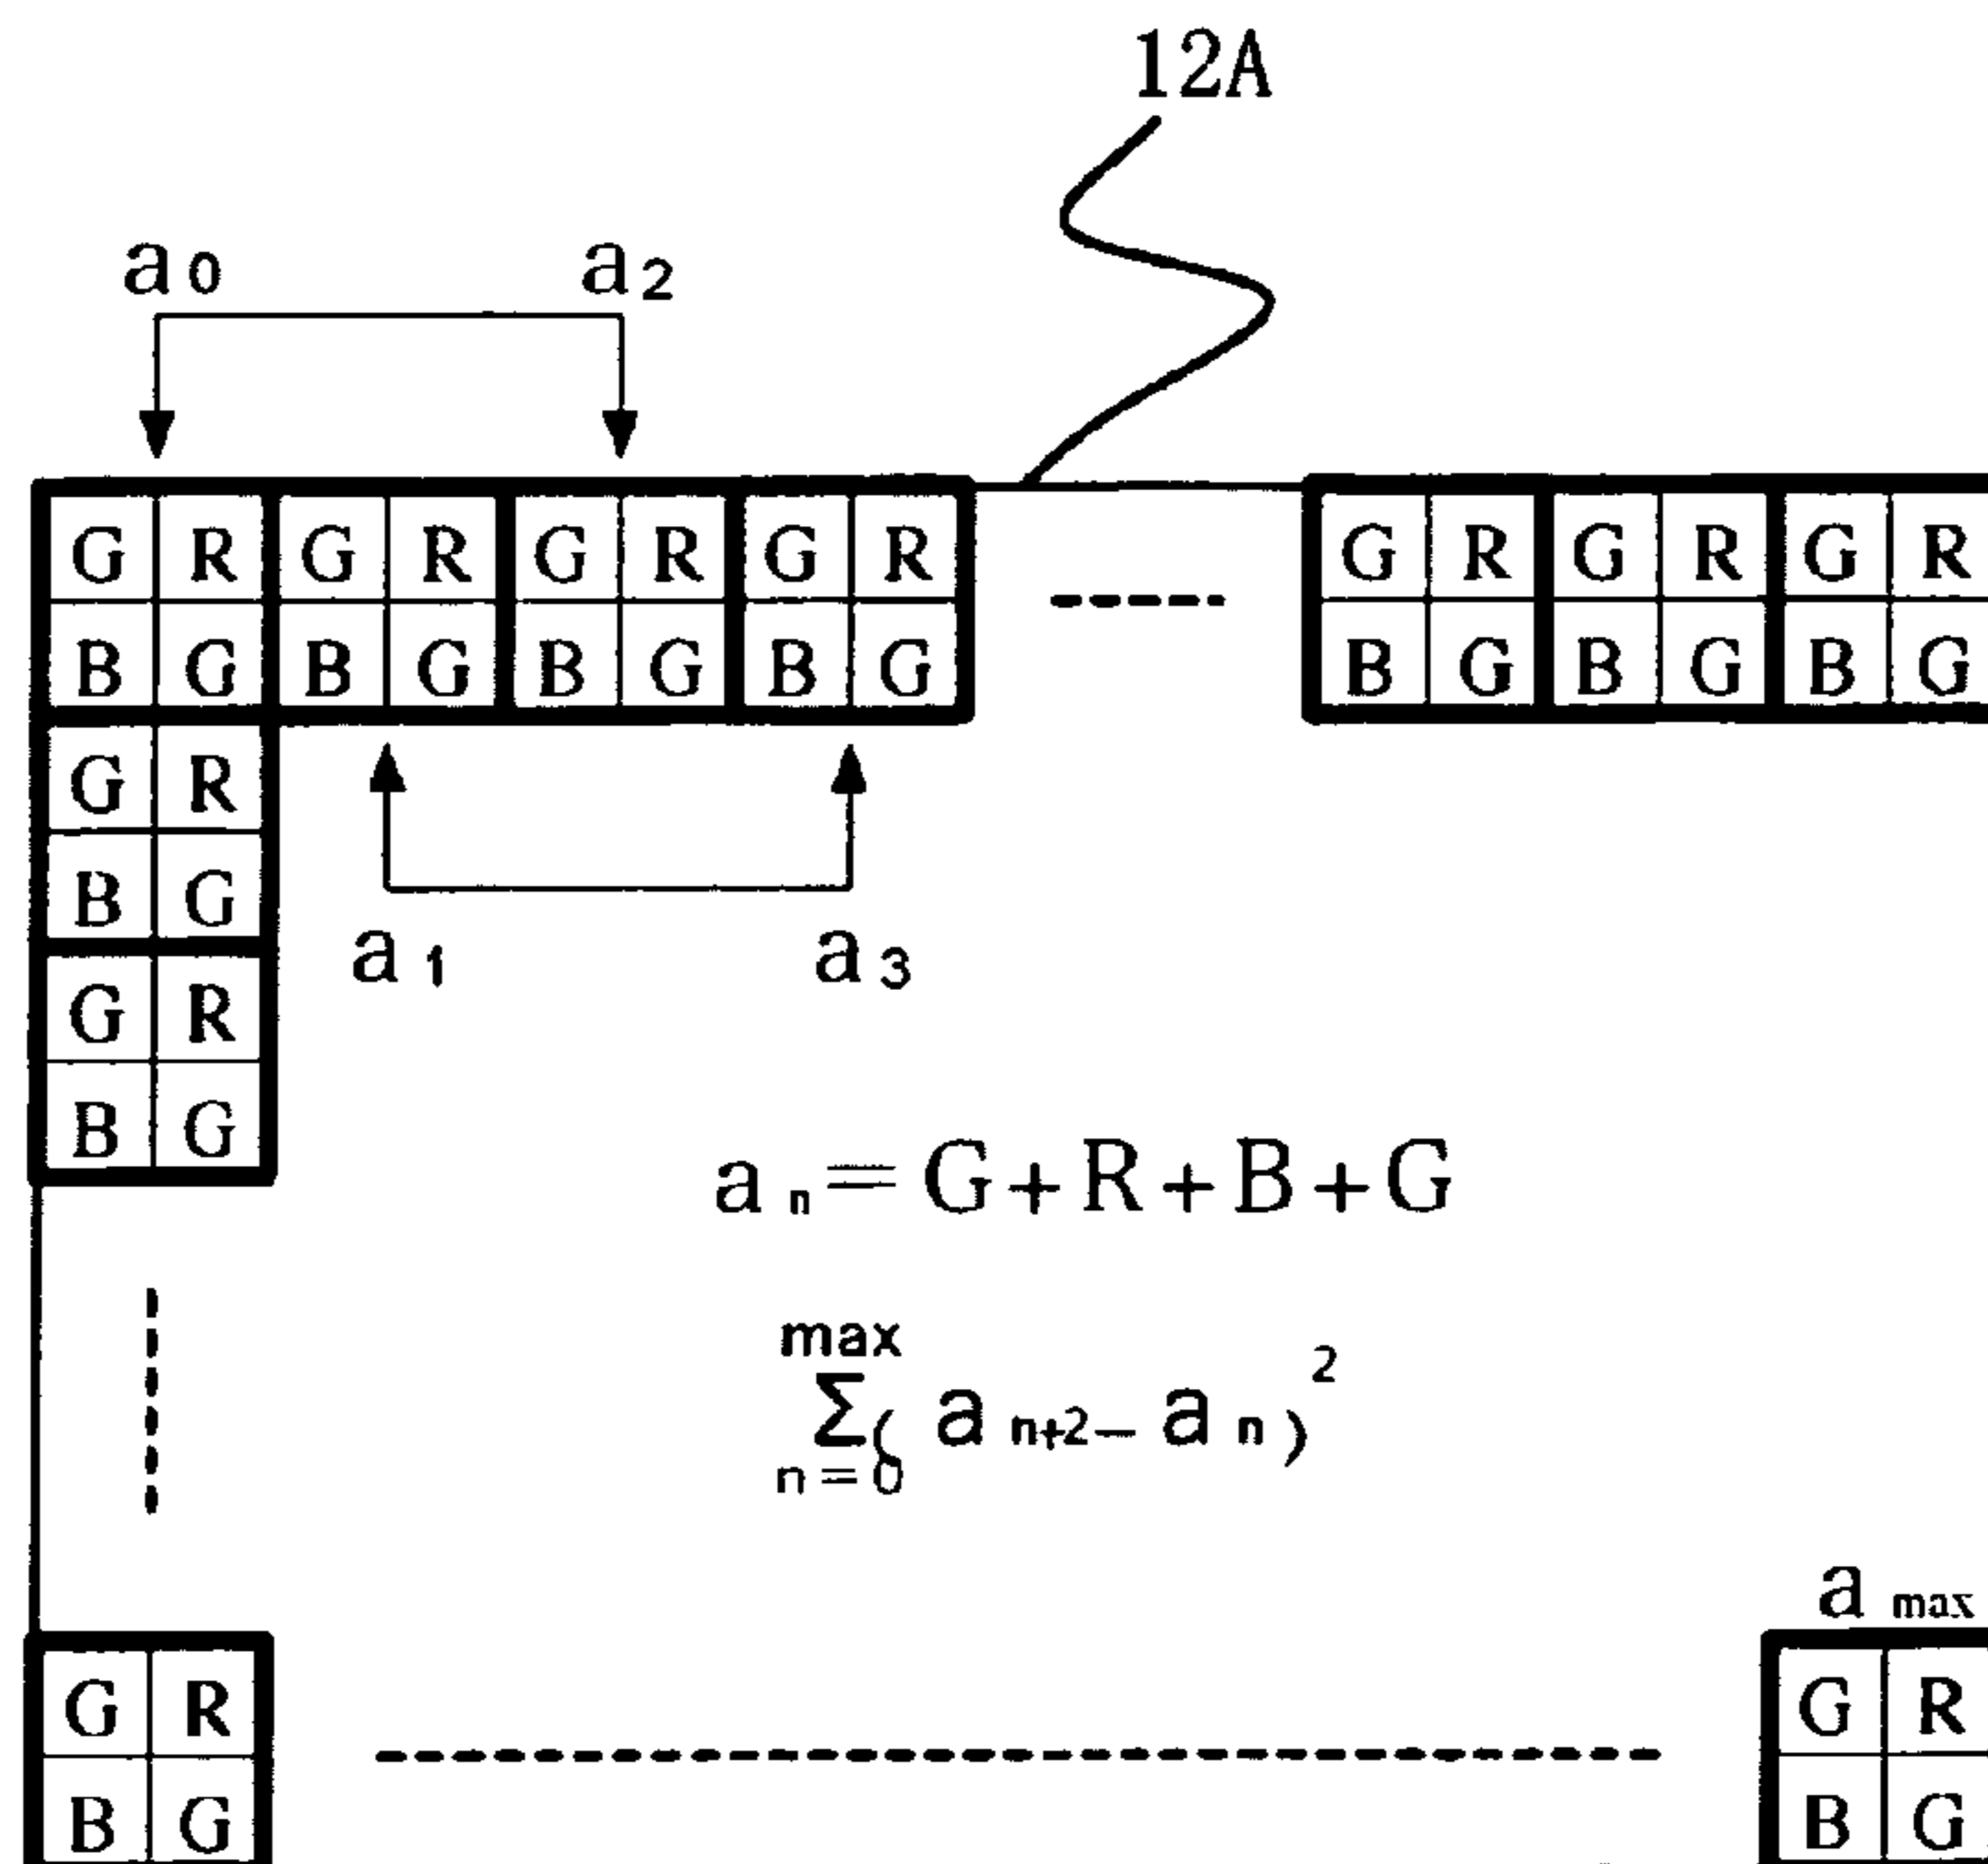 12A
a0 a2
G R G R G R G R G R G R G R
B G B G B G B G B G B G B G
G R
B G
a1 a3
G R
B G
an=G+R+B+G
max
Σ( an+2− an)2
n=0
amax
G R G R
B G B G